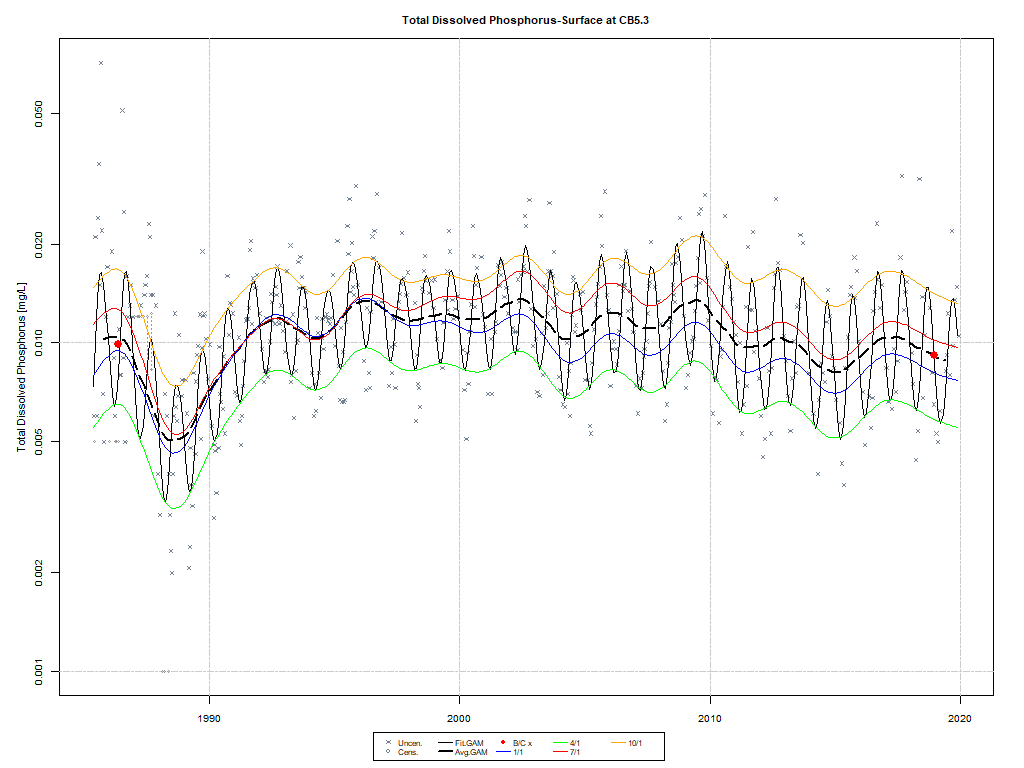 Total Dissolved Phosphorus-Surface at CB5.3
Total Dissolved Phosphorus [mg/L]
0.050
0.020
0.010
0.005
0.002
0.001
1990 2000 2010 2020
Uncen. Fit.GAM B/C x 4/1 10/1
Cens. Avg.GAM 1/1 7/1